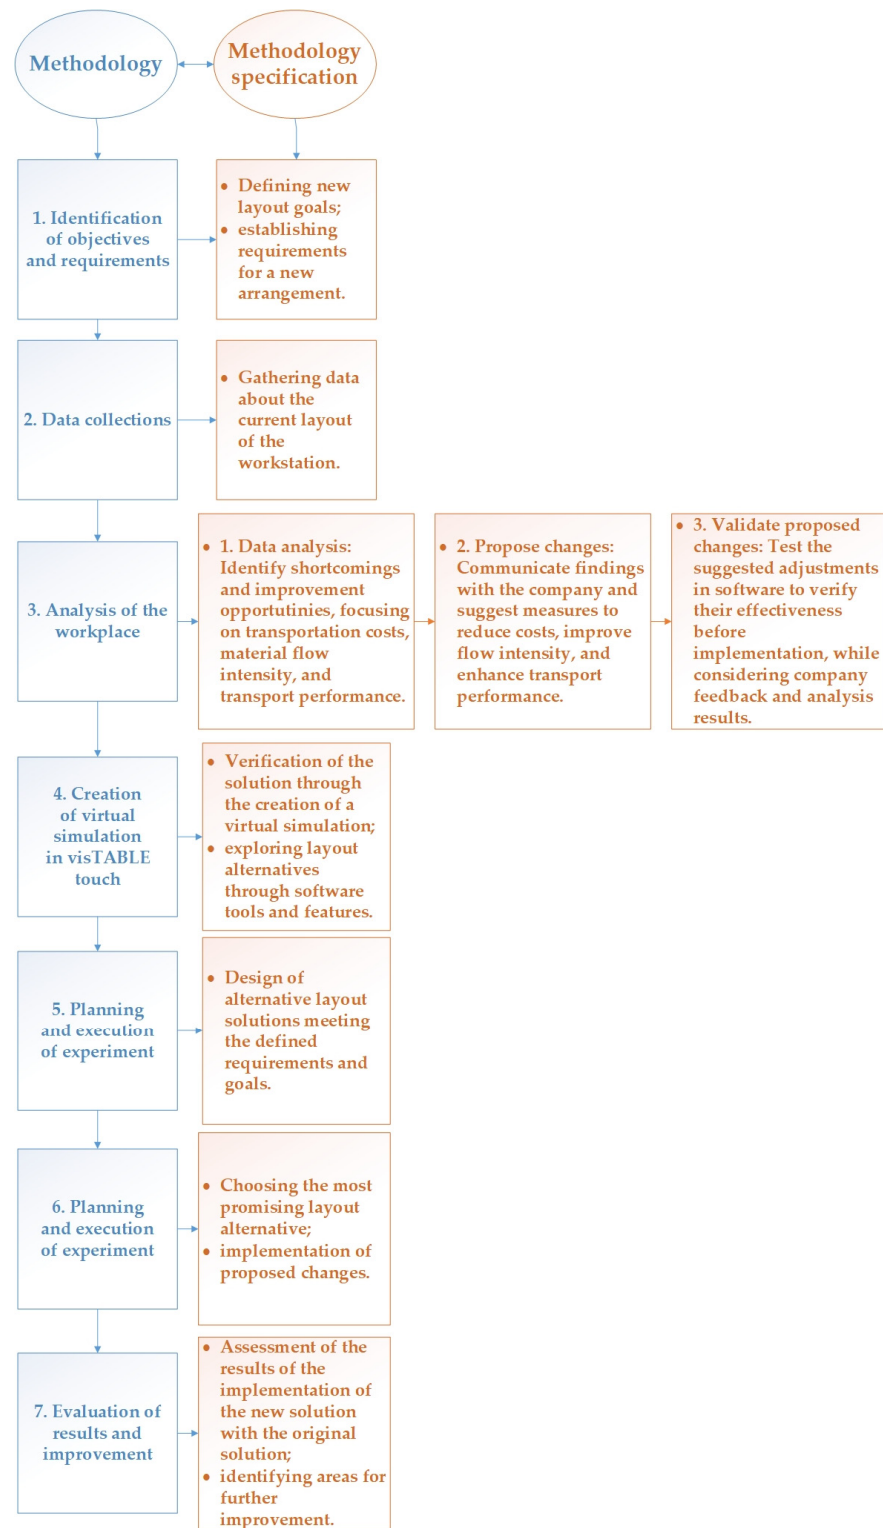 Methodology
Methodology
specification
1. Identification
of objectives
and requirements
• Defining new
layout goals;
• establishing
requirements
for a new
arrangement.
2. Data collections
• Gathering data
about the
current layout
of the
workstation.
3. Analysis of the
workplace
• 1. Data analysis:
Identify shortcomings
and improvement
opportutinies, focusing
on transportation costs,
material flow
intensity, and
transport performance.
• 2. Propose changes:
Communicate findings
with the company and
suggest measures to
reduce costs, improve
flow intensity, and
enhance transport
performance.
• 3. Validate proposed
changes: Test the
suggested adjustments
in software to verify
their effectiveness
before
implementation, while
considering company
feedback and analysis
results.
4. Creation
of virtual
simulation
in visTABLE
touch
• Verification of the
solution through
the creation of a
virtual simulation;
• exploring layout
alternatives
through software
tools and features.
5. Planning
and execution
of experiment
• Design of
alternative layout
solutions meeting
the defined
requirements and
goals.
6. Planning
and execution
of experiment
• Choosing the most
promising layout
alternative;
• implementation of
proposed changes.
7. Evaluation of
results and
improvement
• Assessment of the
results of the
implementation of
the new solution
with the original
solution;
• identifying areas for
further
improvement.